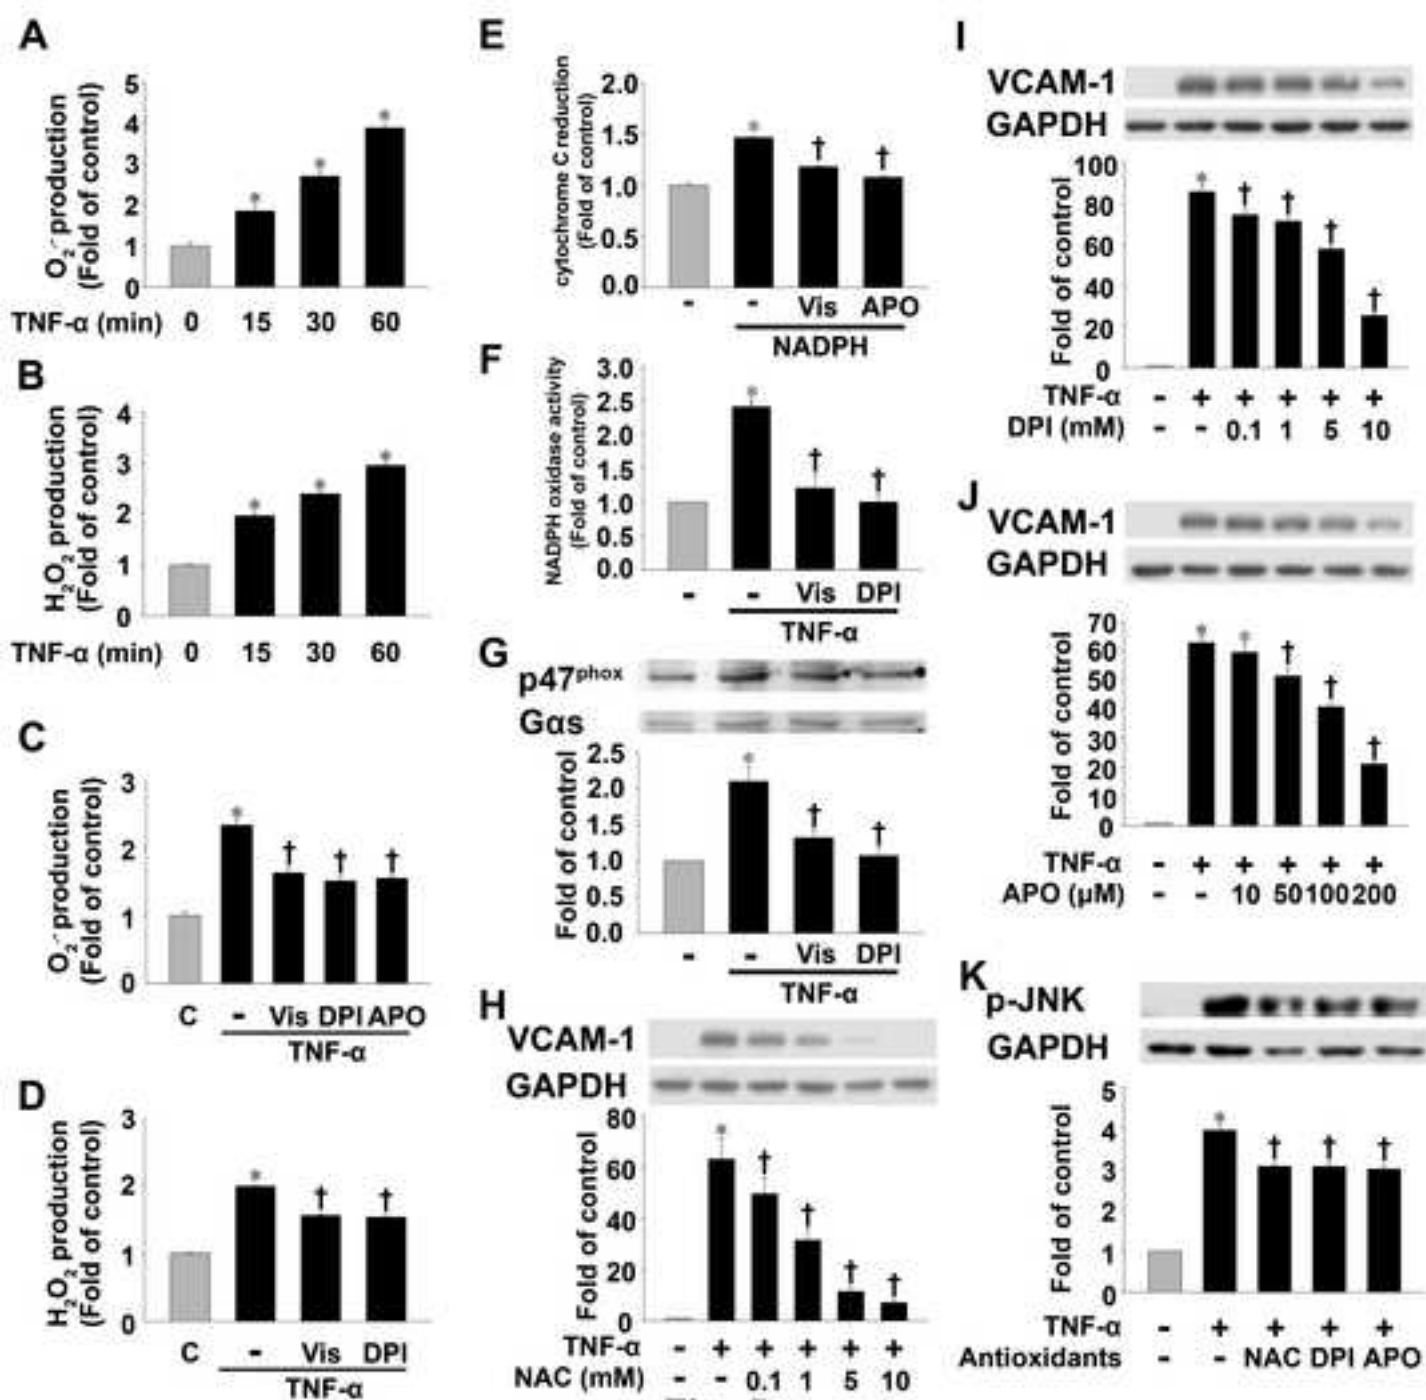 A
O2·- production
(Fold of control)
5
4
3
2
1
0
* * *
TNF-α (min) 0 15 30 60
B
H2O2 production
(Fold of control)
4
3
2
1
0
* * *
TNF-α (min) 0 15 30 60
C
O2·- production
(Fold of control)
3
2
1
0
* † † †
C - Vis DPI APO
TNF-α
D
H2O2 production
(Fold of control)
3
2
1
0
* † †
C - Vis DPI
TNF-α
E
cytochrome C reduction
(Fold of control)
2.0
1.5
1.0
0.5
0.0
* † †
- - Vis APO
NADPH
F
NADPH oxidase activity
(Fold of control)
3.0
2.5
2.0
1.5
1.0
0.5
0.0
* † †
- - Vis DPI
TNF-α
G
p47phox
Gαs
Fold of control
2.5
2.0
1.5
1.0
0.5
0.0
* † †
- - Vis DPI
TNF-α
H
VCAM-1
GAPDH
Fold of control
80
60
40
20
0
* † † † †
TNF-α - + + + + +
NAC (mM) - - 0.1 1 5 10
I
VCAM-1
GAPDH
Fold of control
100
80
60
40
20
0
* † † † †
TNF-α - + + + + +
DPI (mM) - - 0.1 1 5 10
J
VCAM-1
GAPDH
Fold of control
70
60
50
40
30
20
10
0
* * † † †
TNF-α - + + + + +
APO (μM) - - 10 50 100 200
K
p-JNK
GAPDH
Fold of control
5
4
3
2
1
0
* † † †
TNF-α - + + + +
Antioxidants - - NAC DPI APO